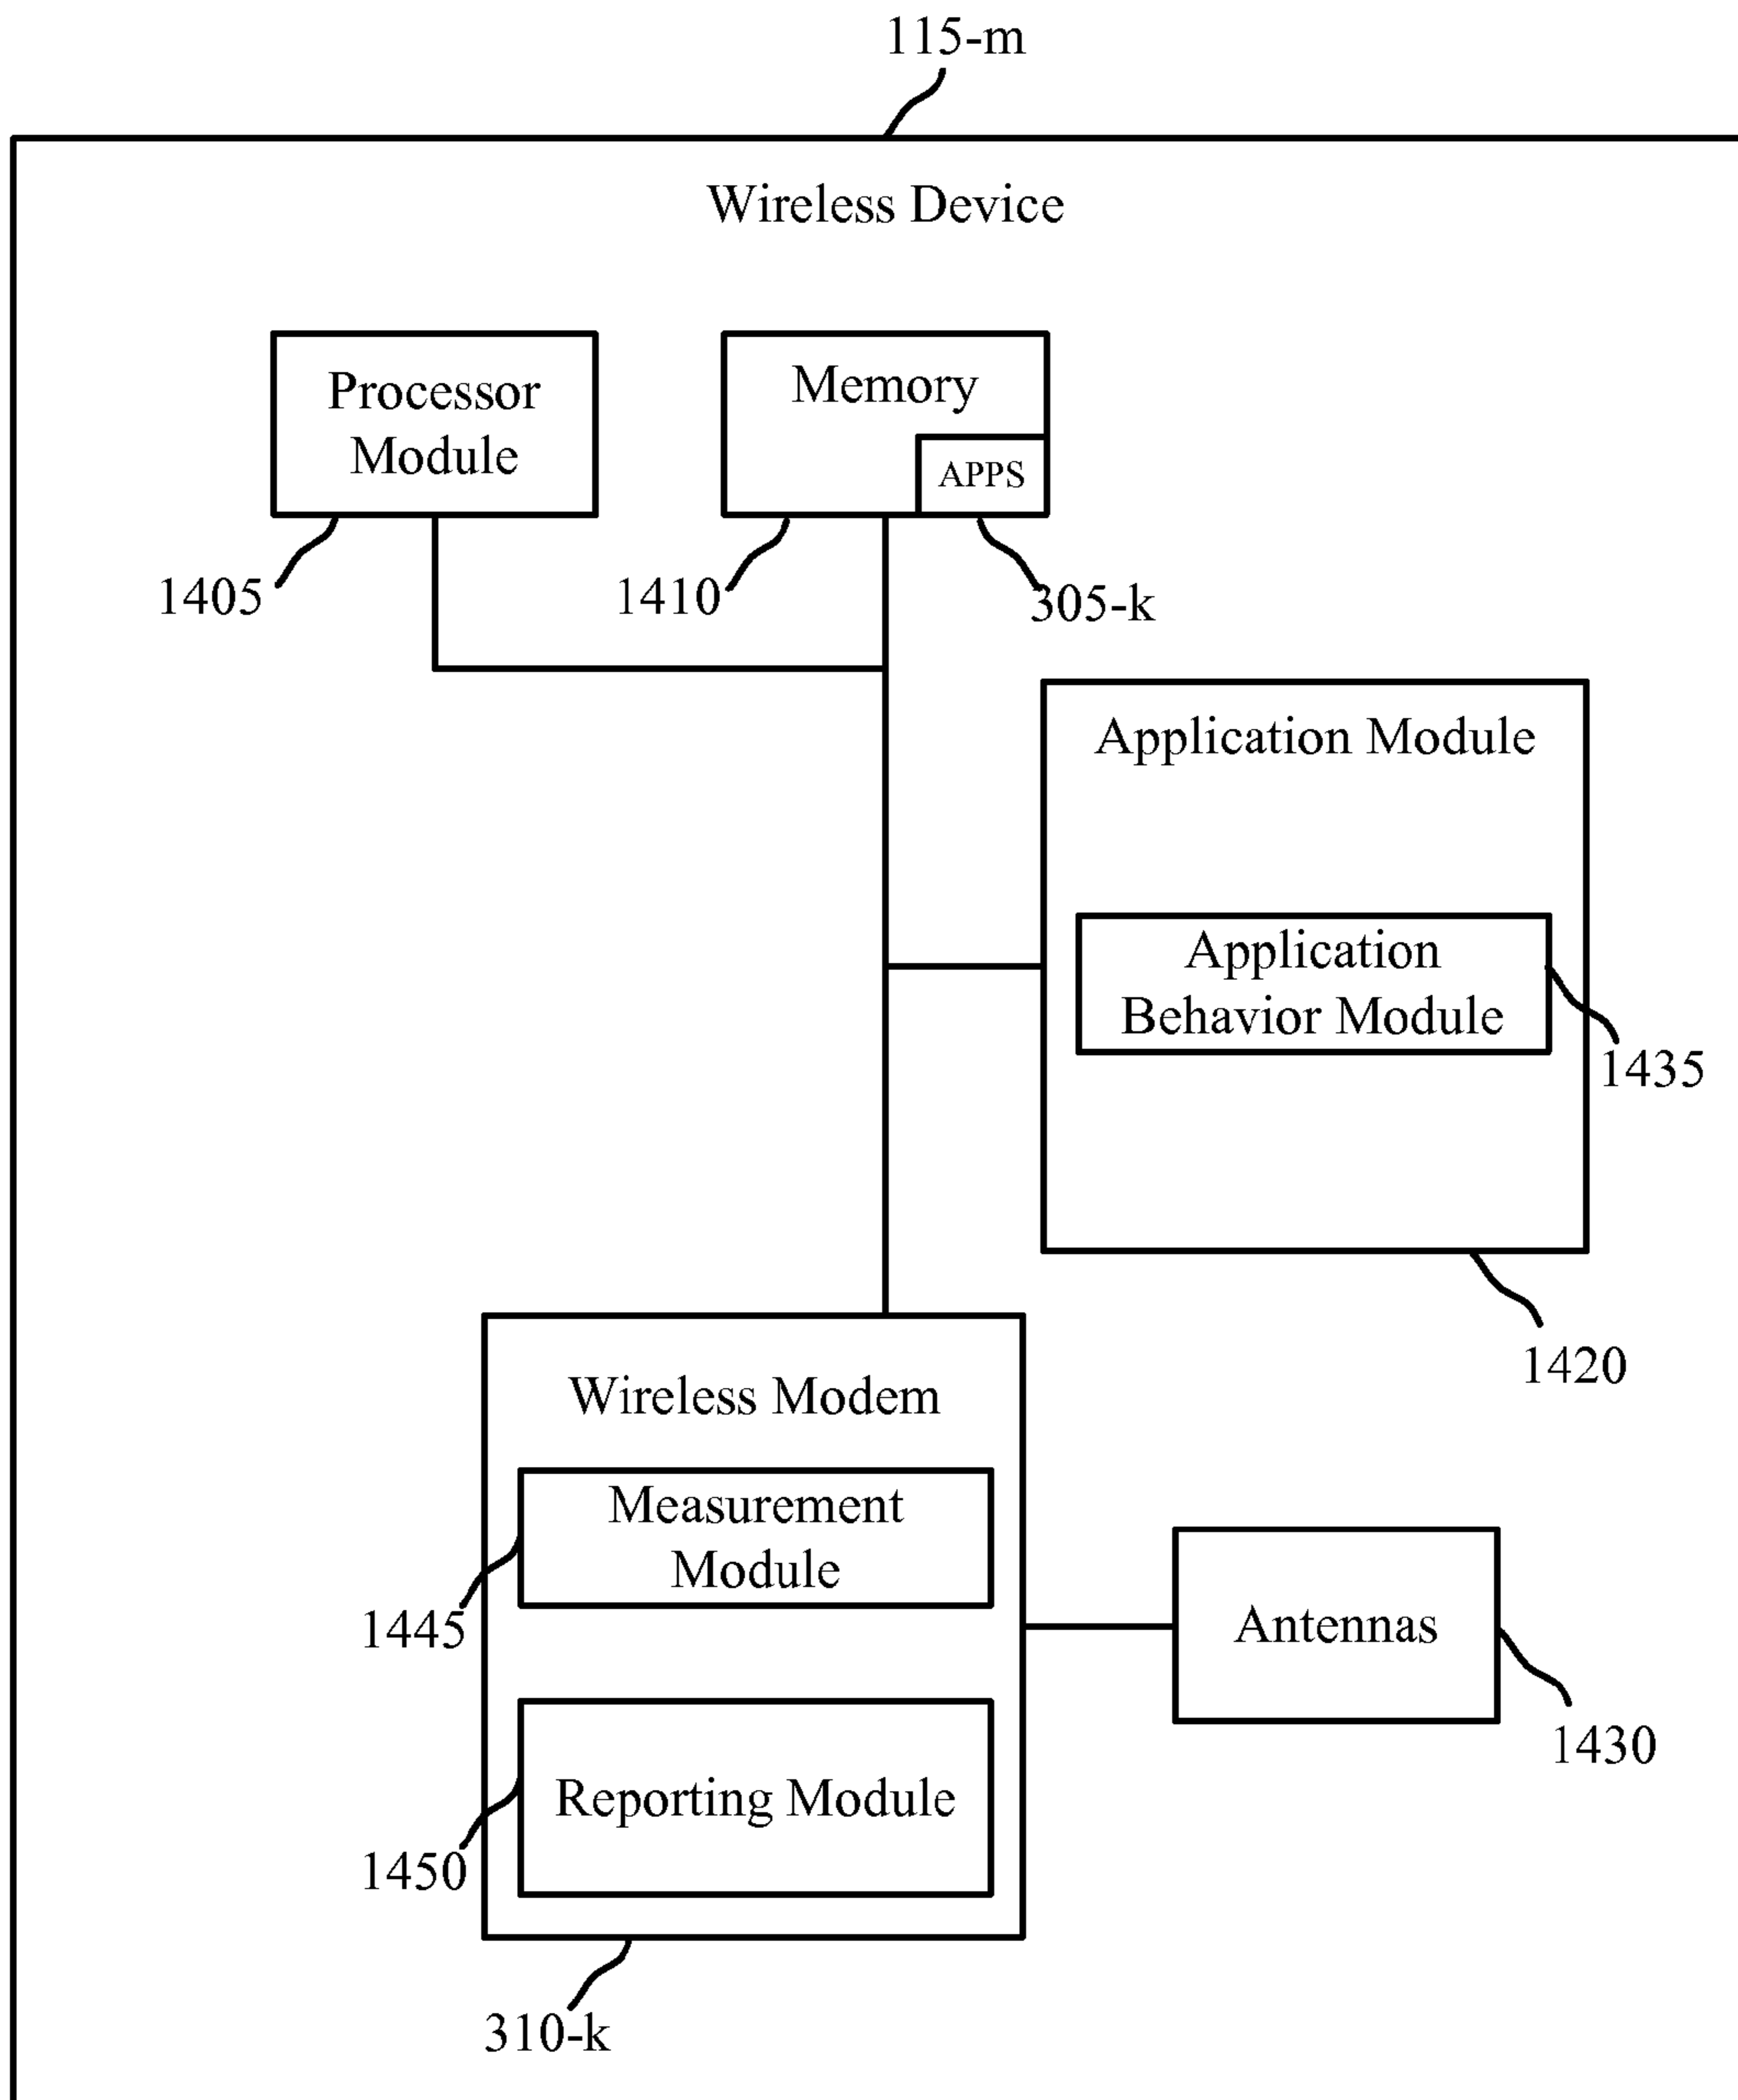 115-m
Wireless Device
Processor
Module
Memory
APPS
1405
1410
305-k
Application Module
Application
Behavior Module
1435
1420
Wireless Modem
Measurement
Module
1445
Antennas
1430
Reporting Module
1450
310-k